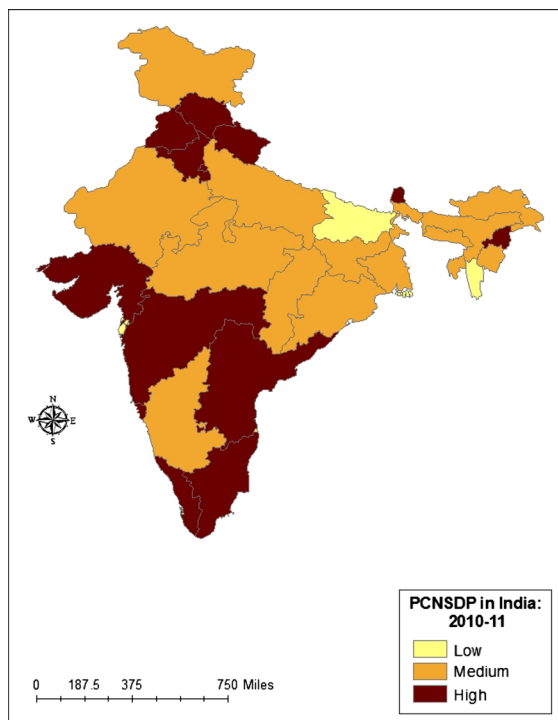 N
W E
S
PCNSDP in India:
2010-11
Low
Medium
High
0 187.5 375 750 Miles